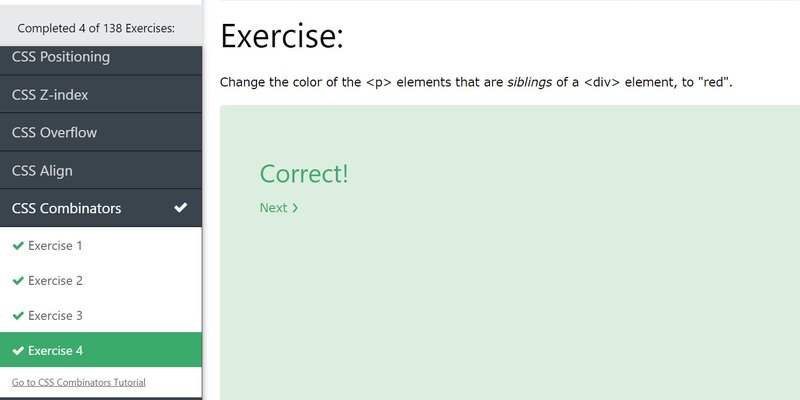 Completed 4 of 138 Exercises:
CSS Positioning
CSS Z-index
CSS Overflow
CSS Align
CSS Combinators
Exercise 1
Exercise 2
Exercise 3
Exercise 4
Go to CSS Combinators Tutorial
Exercise:
Change the color of the <p> elements that are siblings of a <div> element, to "red".
Correct!
Next ❯